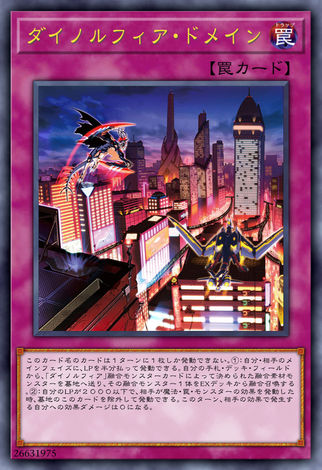 ダイノルフィア・ドメイン
罠
トラップ
【罠カード】
このカード名のカードは１ターンに１枚しか発動できない。①：自分・相手のメ
インフェイズに、LPを半分払って発動できる。自分の手札・デッキ・フィールド
から、「ダイノルフィア」融合モンスターカードによって決められた融合素材モ
ンスターを墓地へ送り、その融合モンスター１体をEXデッキから融合召喚する。
②：自分のLPが２０００以下で、相手が魔法・罠・モンスターの効果を発動した
時、墓地のこのカードを除外して発動できる。このターン、相手の効果で発生す
る自分への効果ダメージは０になる。
26631975